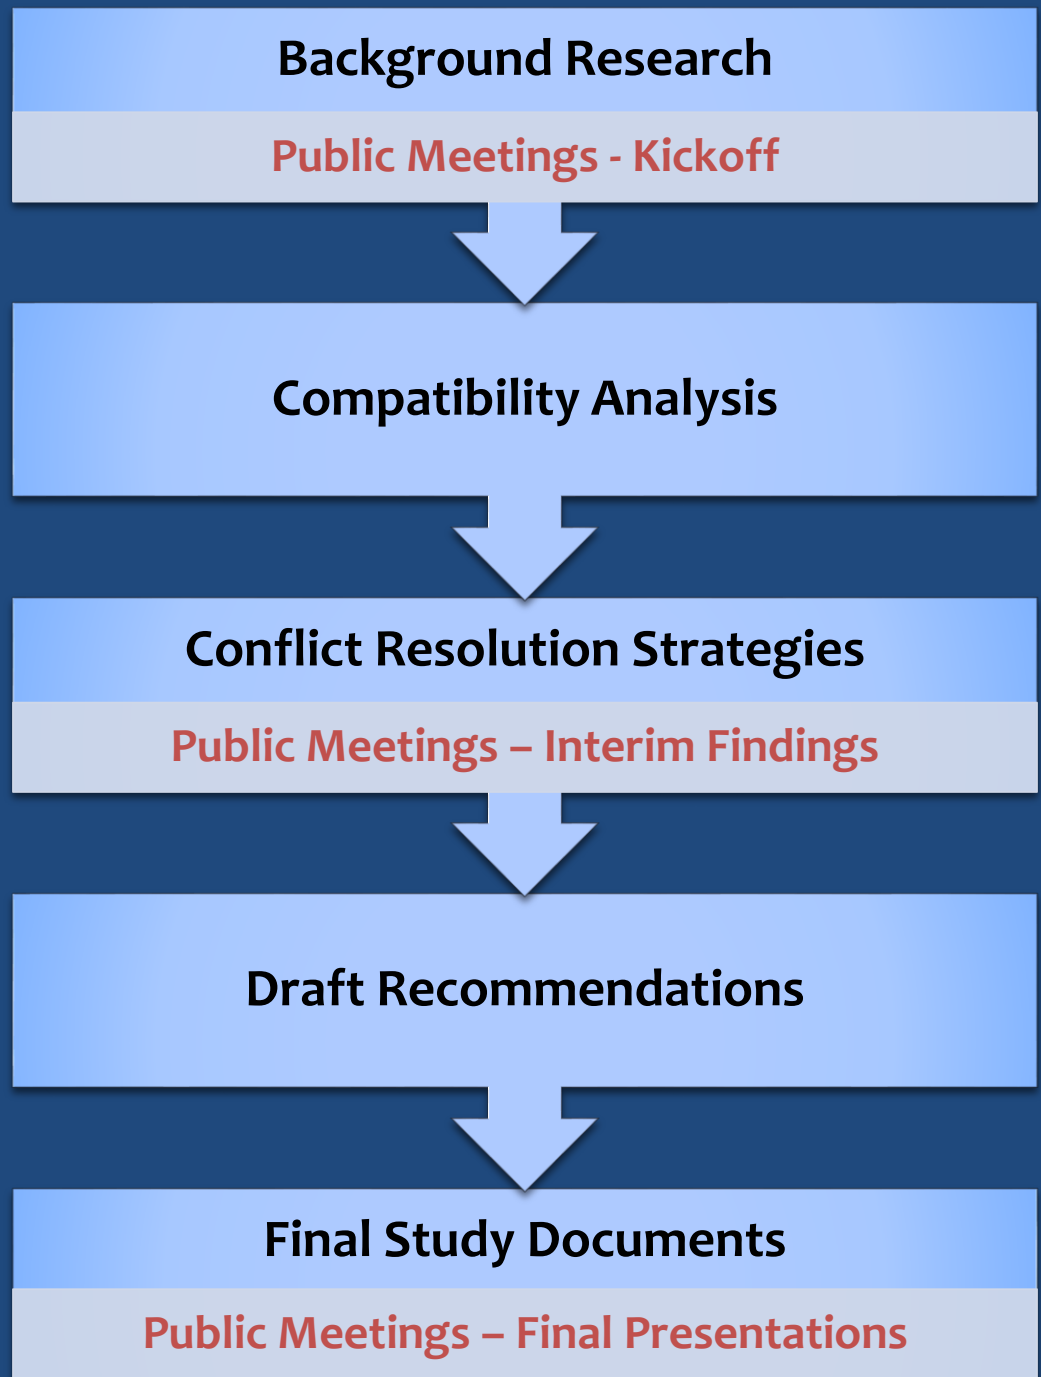 Background Research
Public Meetings - Kickoff
Compatibility Analysis
Conflict Resolution Strategies
Public Meetings – Interim Findings
Draft Recommendations
Final Study Documents
Public Meetings – Final Presentations